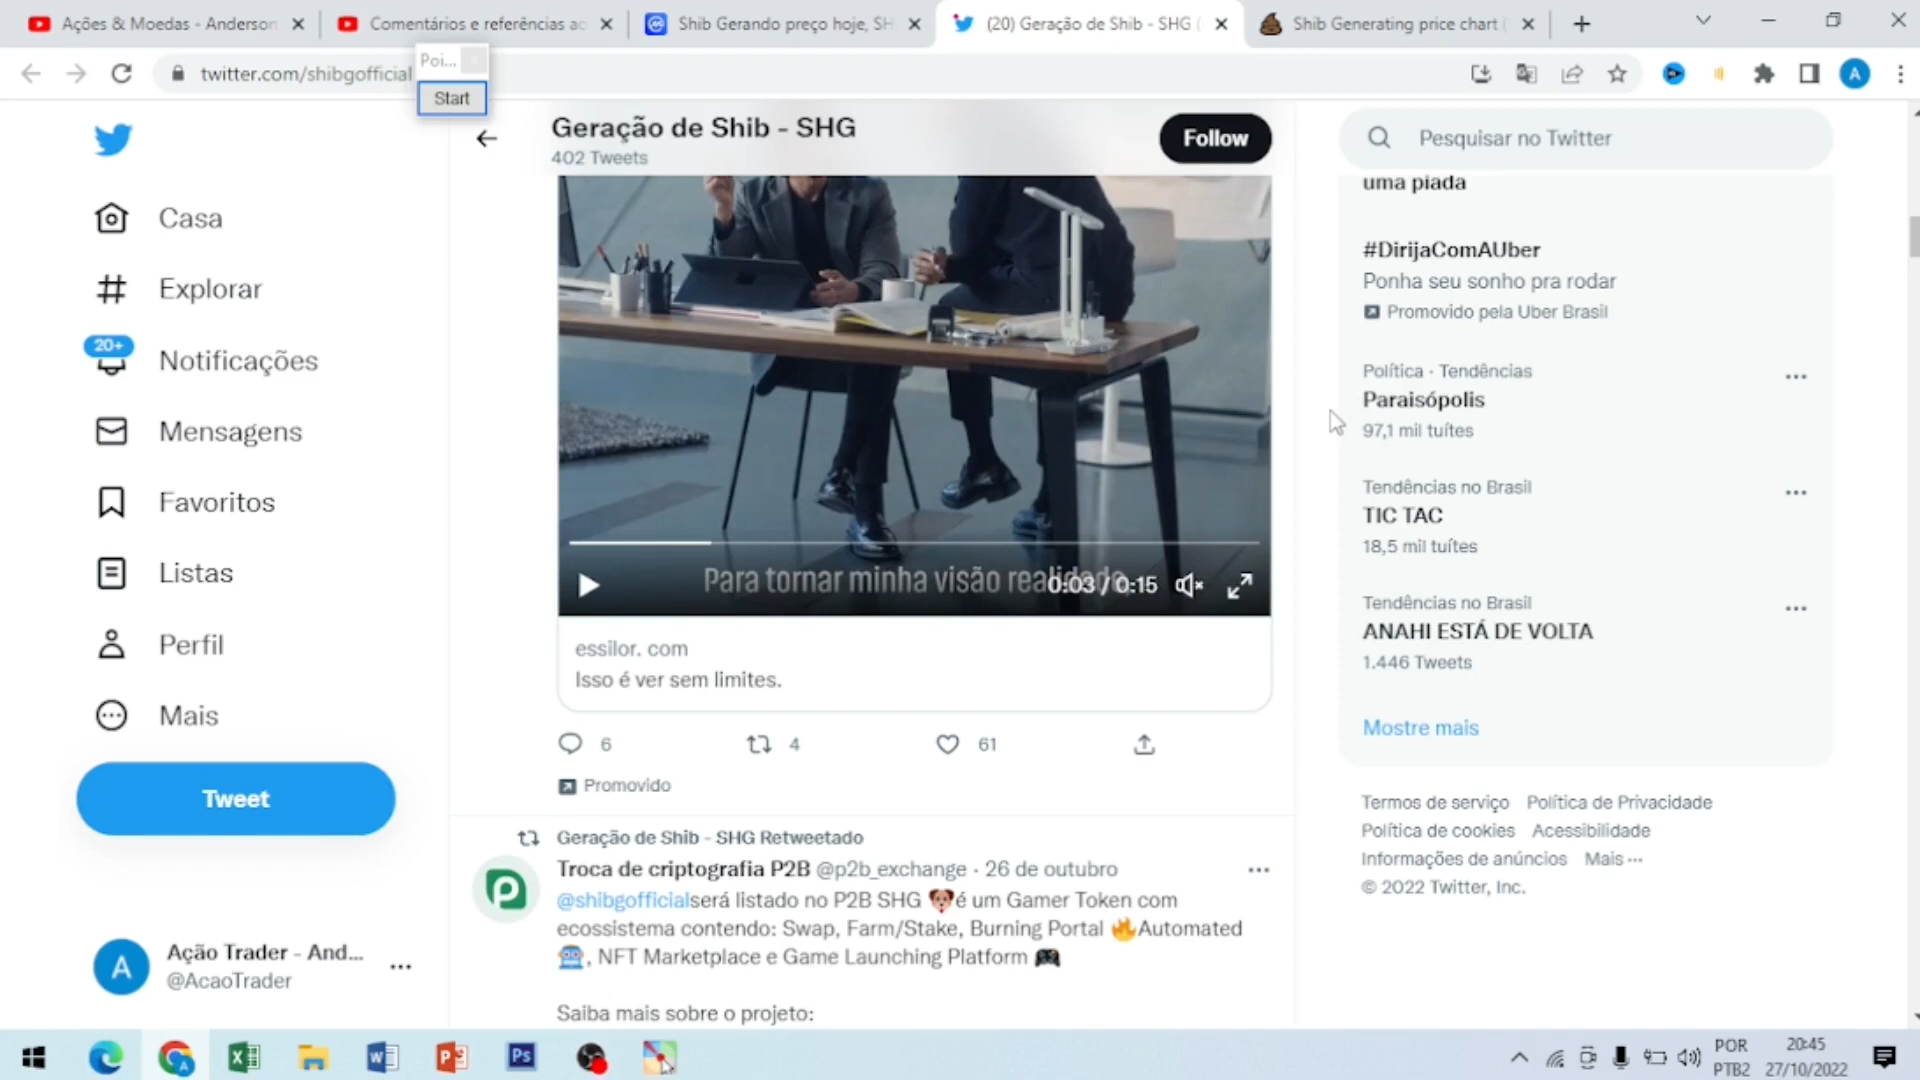 Ações & Moedas - Anderson
Comentários e referências ao
Shib Gerando preço hoje, SH
(20) Geração de Shib - SHG (
Shib Generating price chart (
twitter.com/shibgofficial
Poi...
Start
A
Geração de Shib - SHG
402 Tweets
Follow
Pesquisar no Twitter
Casa
Explorar
20+
Notificações
Mensagens
Favoritos
Listas
Perfil
Mais
Tweet
A
Ação Trader - And...
@AcaoTrader
Para tornar minha visão realidade,
0:03 / 0:15
essilor. com
Isso é ver sem limites.
6
4
61
Promovido
Geração de Shib - SHG Retweetado
Troca de criptografia P2B @p2b_exchange · 26 de outubro
@shibgofficialserá listado no P2B SHG 🐶é um Gamer Token com
ecossistema contendo: Swap, Farm/Stake, Burning Portal 🔥Automated
🤖, NFT Marketplace e Game Launching Platform 🎮
Saiba mais sobre o projeto:
uma piada
#DirijaComAUber
Ponha seu sonho pra rodar
Promovido pela Uber Brasil
Política · Tendências
Paraisópolis
97,1 mil tuítes
Tendências no Brasil
TIC TAC
18,5 mil tuítes
Tendências no Brasil
ANAHI ESTÁ DE VOLTA
1.446 Tweets
Mostre mais
Termos de serviço Política de Privacidade
Política de cookies Acessibilidade
Informações de anúncios Mais ···
© 2022 Twitter, Inc.
POR
PTB2
20:45
27/10/2022